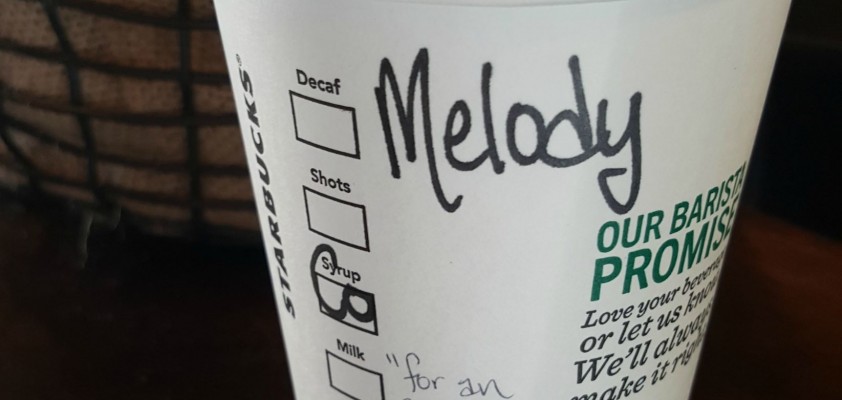 STARBUCKS®
Decaf
Melody
Shots
Syrup
B
Milk
"for an
OUR BARISTA
PROMISE
Love your beverage
or let us know.
We'll always
make it right.